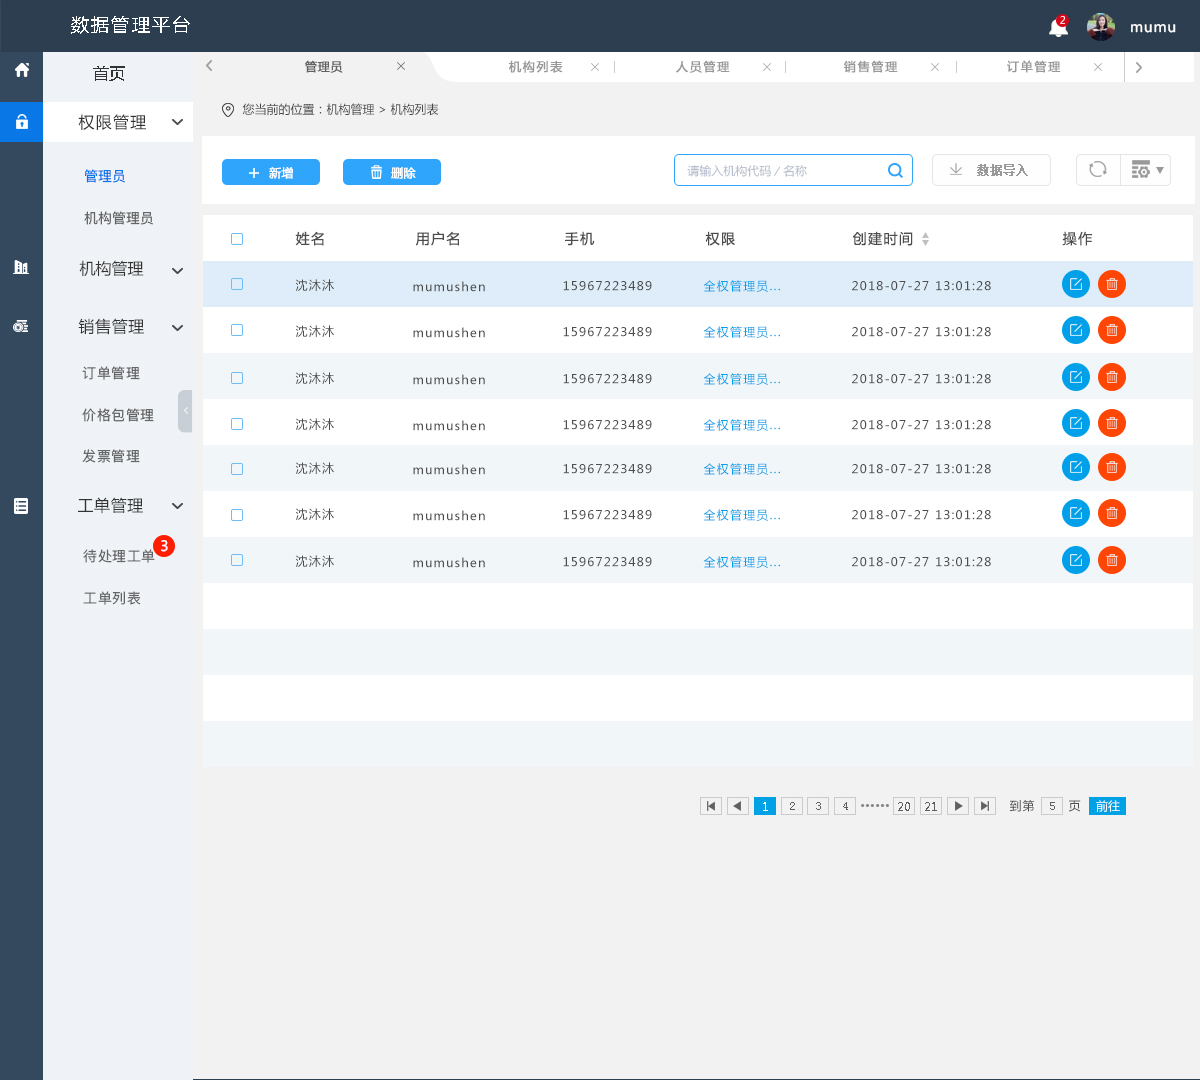 数据管理平台
2
mumu
首页
权限管理
管理员
机构管理员
机构管理
销售管理
订单管理
价格包管理
发票管理
工单管理
待处理工单 3
工单列表
管理员 机构列表 人员管理 销售管理 订单管理
您当前的位置：机构管理 > 机构列表
新增 删除 请输入机构代码 / 名称 数据导入
姓名 用户名 手机 权限 创建时间 操作
沈沐沐 mumushen 15967223489 全权管理员... 2018-07-27 13:01:28
沈沐沐 mumushen 15967223489 全权管理员... 2018-07-27 13:01:28
沈沐沐 mumushen 15967223489 全权管理员... 2018-07-27 13:01:28
沈沐沐 mumushen 15967223489 全权管理员... 2018-07-27 13:01:28
沈沐沐 mumushen 15967223489 全权管理员... 2018-07-27 13:01:28
沈沐沐 mumushen 15967223489 全权管理员... 2018-07-27 13:01:28
沈沐沐 mumushen 15967223489 全权管理员... 2018-07-27 13:01:28
1 2 3 4 ······ 20 21 到第 5 页 前往